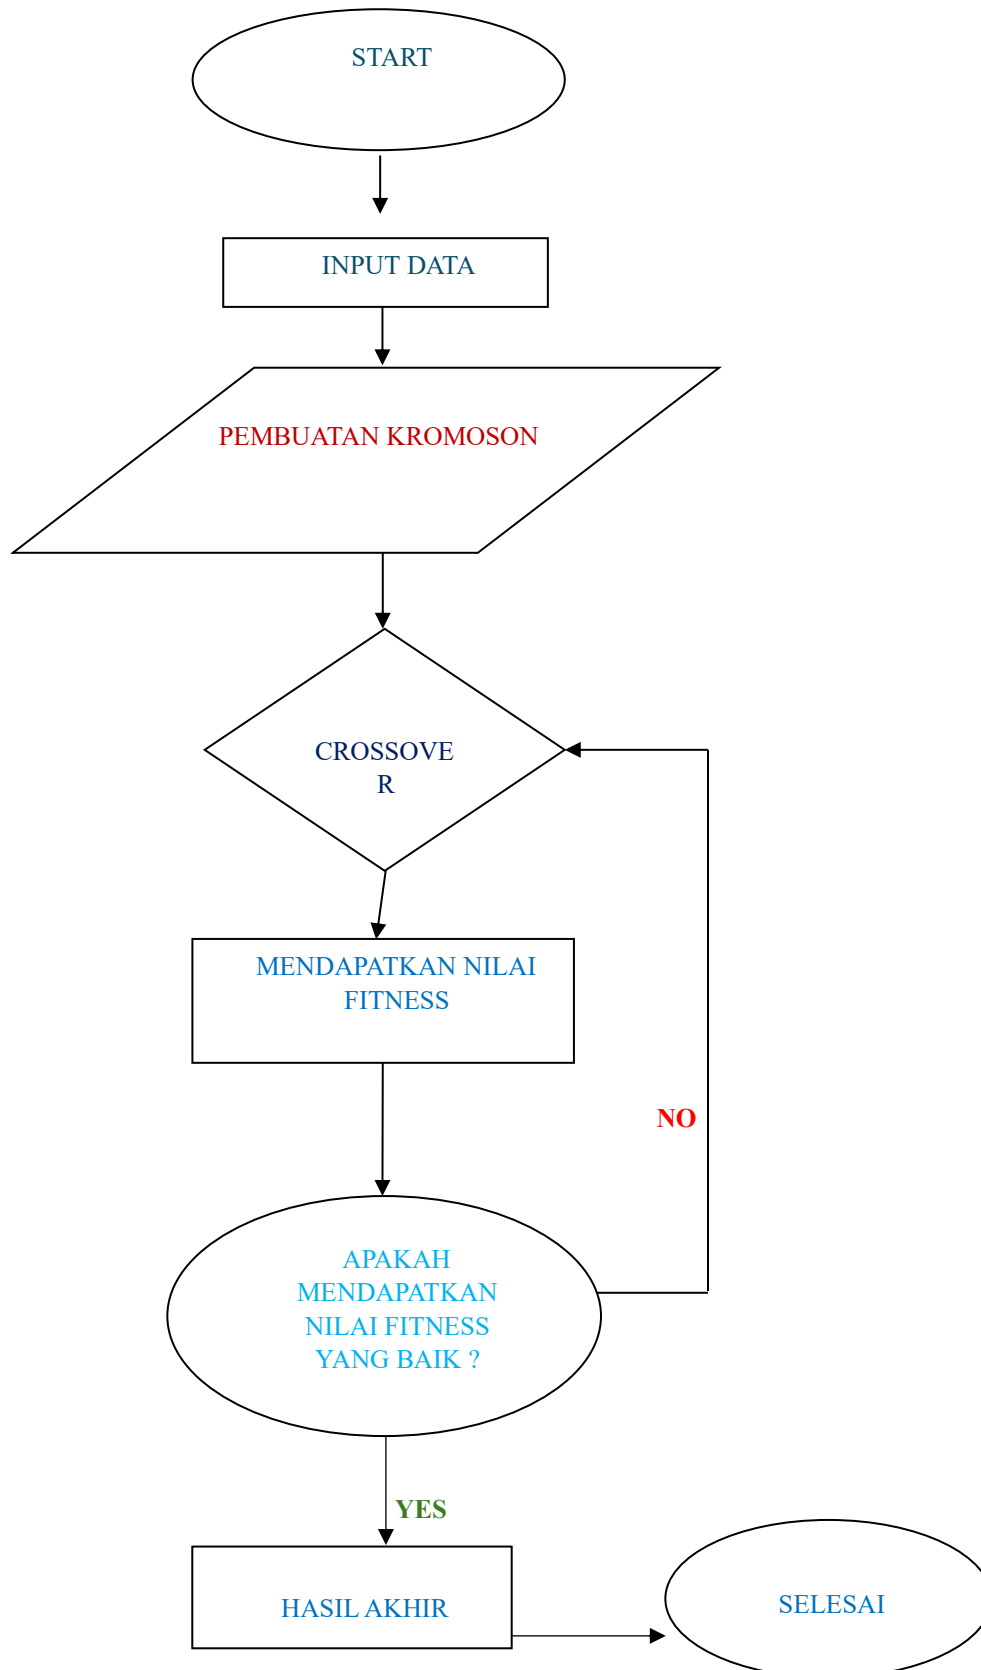 START
INPUT DATA
PEMBUATAN KROMOSON
CROSSOVE
R
MENDAPATKAN NILAI
FITNESS
NO
APAKAH
MENDAPATKAN
NILAI FITNESS
YANG BAIK ?
YES
HASIL AKHIR
SELESAI